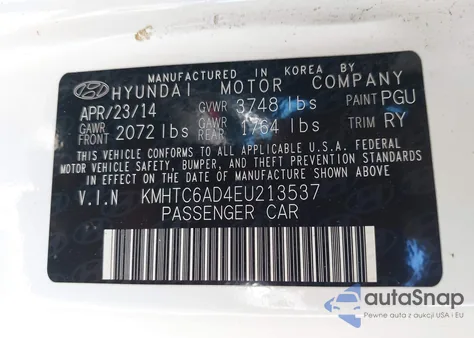 MANUFACTURED IN KOREA BY
HYUNDAI MOTOR COMPANY
APR/23/14 GVWR 3748 lbs PAINT PGU
GAWR FRONT 2072 lbs GAWR REAR 1764 lbs TRIM RY
THIS VEHICLE CONFORMS TO ALL APPLICABLE U.S.A. FEDERAL
MOTOR VEHICLE SAFETY, BUMPER, AND THEFT PREVENTION STANDARDS
IN EFFECT ON THE DATE OF MANUFACTURE SHOWN ABOVE.
V.I.N KMHTC6AD4EU213537
PASSENGER CAR
autoSnap
Pewne auta z aukcji USA i EU